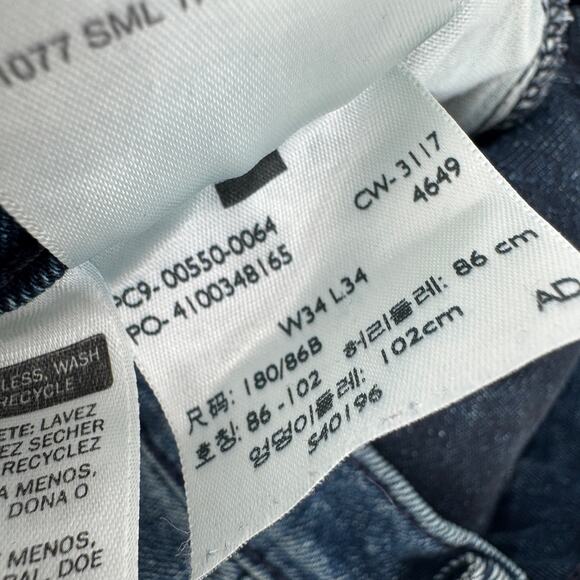 1077 SML
CW-3117
4649
PC9-00550-0064
PO-4100348165
W34 L34
尺码: 180/86B 허리둘레: 86 cm
호칭: 86-102 102cm
엉덩이둘레:
S40196
AD
LESS, WASH
RECYCLE
ETE: LAVEZ
EZ SECHER
RECYCLEZ
A MENOS,
DONA O
MENOS,
DOE